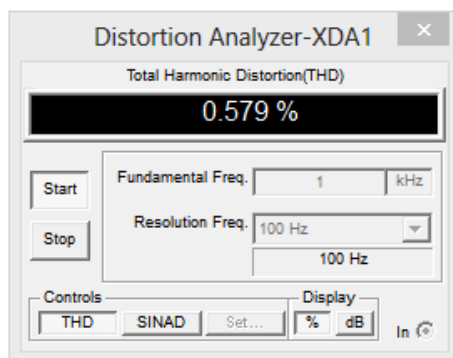 Distortion Analyzer-XDA1
Total Harmonic Distortion(THD)
0.579 %
Start
Fundamental Freq. 1 kHz
Stop
Resolution Freq. 100 Hz
100 Hz
Controls
Display
THD SINAD Set... % dB In